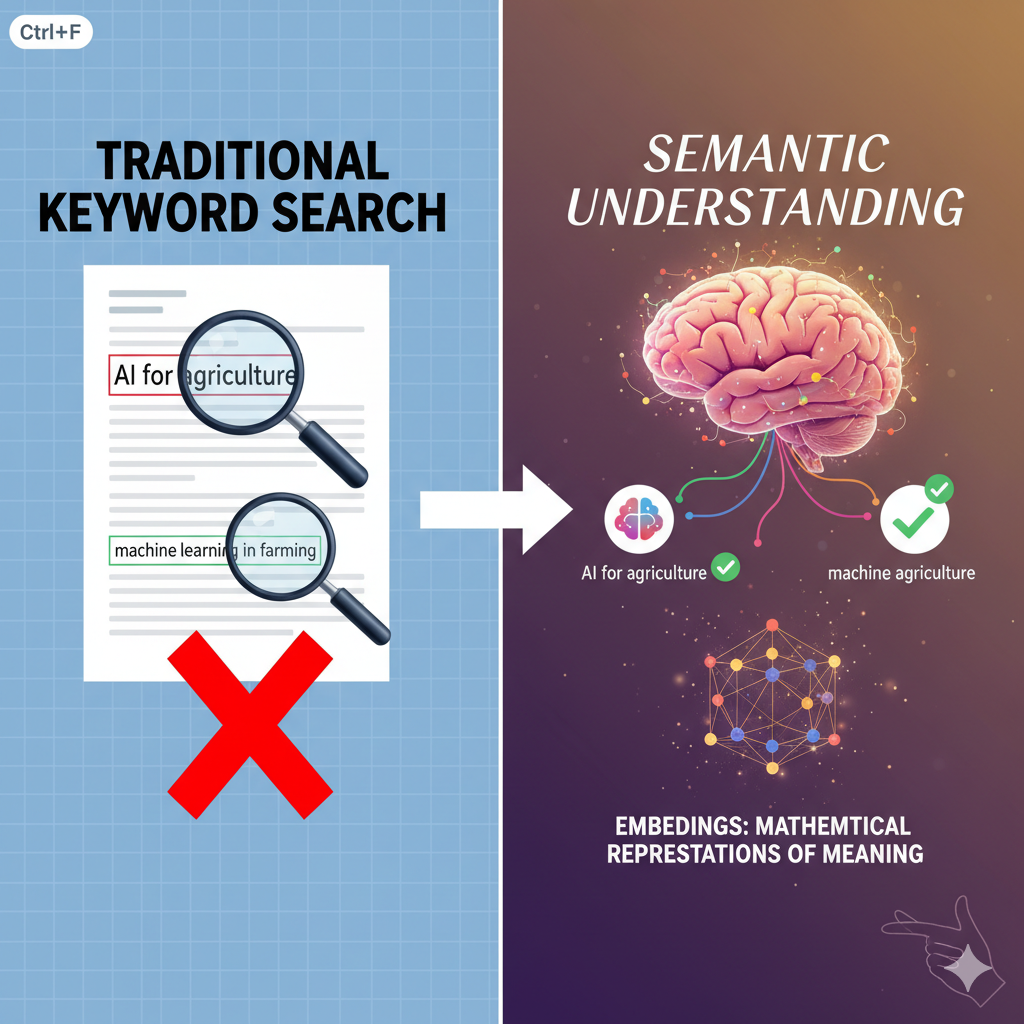 Ctrl+F
TRADITIONAL
KEYWORD SEARCH
AI for agriculture
machine learning in farming
SEMANTIC
UNDERSTANDING
AI for agriculture
machine agriculture
EMBEDINGS: MATHEMTICAL
REPRESTATIONS OF MEANING